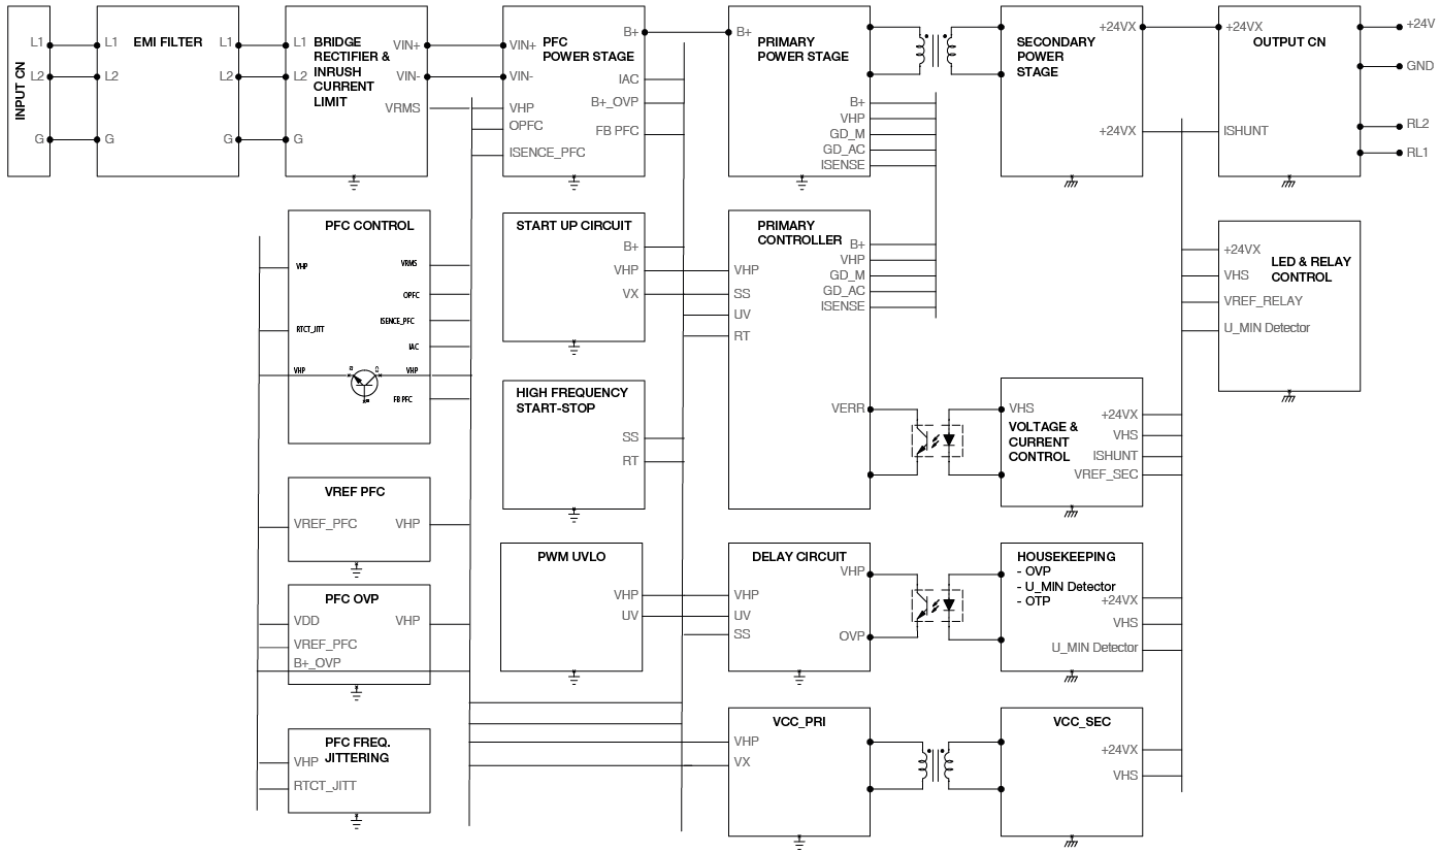 INPUT CN
L1
L2
G
EMI FILTER
L1
L2
G
L1
L2
G
BRIDGE
RECTIFIER &
INRUSH
CURRENT
LIMIT
L1
L2
G
VIN+
VIN-
VRMS
PFC
POWER STAGE
VIN+
VIN-
VHP
OPFC
ISENCE_PFC
B+
IAC
B+_OVP
FB PFC
PRIMARY
POWER STAGE
B+
B+
VHP
GD_M
GD_AC
ISENSE
SECONDARY
POWER
STAGE
+24VX
+24VX
OUTPUT CN
+24VX
ISHUNT
+24V
GND
RL2
RL1
PFC CONTROL
VHP
RTCT_JITT
VHP
VRMS
OPFC
ISENCE_PFC
IAC
VHP
FB PFC
START UP CIRCUIT
B+
VHP
VX
PRIMARY
CONTROLLER
VHP
SS
UV
RT
B+
VHP
GD_M
GD_AC
ISENSE
VERR
LED & RELAY
CONTROL
+24VX
VHS
VREF_RELAY
U_MIN Detector
HIGH FREQUENCY
START-STOP
SS
RT
VHS
VOLTAGE &
CURRENT
CONTROL
+24VX
VHS
ISHUNT
VREF_SEC
VREF PFC
VREF_PFC
VHP
PFC OVP
VDD
VREF_PFC
B+_OVP
VHP
PWM UVLO
VHP
UV
DELAY CIRCUIT
VHP
VHP
UV
SS
OVP
HOUSEKEEPING
- OVP
- U_MIN Detector
- OTP
+24VX
VHS
U_MIN Detector
PFC FREQ.
JITTERING
VHP
RTCT_JITT
VCC_PRI
VHP
VX
VCC_SEC
+24VX
VHS